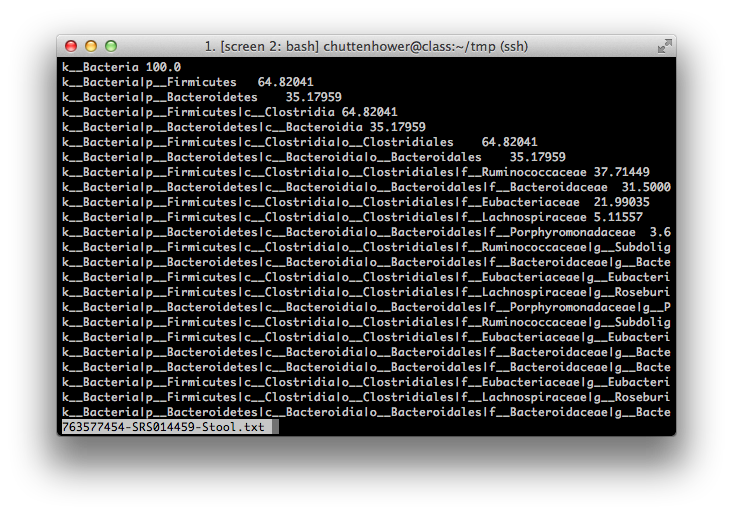 1. [screen 2: bash] chuttenhower@class:~/tmp (ssh)
k__Bacteria 100.0
k__Bacteria|p__Firmicutes   64.82041
k__Bacteria|p__Bacteroidetes    35.17959
k__Bacteria|p__Firmicutes|c__Clostridia 64.82041
k__Bacteria|p__Bacteroidetes|c__Bacteroidia 35.17959
k__Bacteria|p__Firmicutes|c__Clostridia|o__Clostridiales    64.82041
k__Bacteria|p__Bacteroidetes|c__Bacteroidia|o__Bacteroidales    35.17959
k__Bacteria|p__Firmicutes|c__Clostridia|o__Clostridiales|f__Ruminococcaceae 37.71449
k__Bacteria|p__Bacteroidetes|c__Bacteroidia|o__Bacteroidales|f__Bacteroidaceae  31.5000
k__Bacteria|p__Firmicutes|c__Clostridia|o__Clostridiales|f__Eubacteriaceae  21.99035
k__Bacteria|p__Firmicutes|c__Clostridia|o__Clostridiales|f__Lachnospiraceae 5.11557
k__Bacteria|p__Bacteroidetes|c__Bacteroidia|o__Bacteroidales|f__Porphyromonadaceae  3.6
k__Bacteria|p__Firmicutes|c__Clostridia|o__Clostridiales|f__Ruminococcaceae|g__Subdolig
k__Bacteria|p__Bacteroidetes|c__Bacteroidia|o__Bacteroidales|f__Bacteroidaceae|g__Bacte
k__Bacteria|p__Firmicutes|c__Clostridia|o__Clostridiales|f__Eubacteriaceae|g__Eubacteri
k__Bacteria|p__Firmicutes|c__Clostridia|o__Clostridiales|f__Lachnospiraceae|g__Roseburi
k__Bacteria|p__Bacteroidetes|c__Bacteroidia|o__Bacteroidales|f__Porphyromonadaceae|g__P
k__Bacteria|p__Firmicutes|c__Clostridia|o__Clostridiales|f__Ruminococcaceae|g__Subdolig
k__Bacteria|p__Firmicutes|c__Clostridia|o__Clostridiales|f__Eubacteriaceae|g__Eubacteri
k__Bacteria|p__Bacteroidetes|c__Bacteroidia|o__Bacteroidales|f__Bacteroidaceae|g__Bacte
k__Bacteria|p__Bacteroidetes|c__Bacteroidia|o__Bacteroidales|f__Bacteroidaceae|g__Bacte
k__Bacteria|p__Firmicutes|c__Clostridia|o__Clostridiales|f__Eubacteriaceae|g__Eubacteri
k__Bacteria|p__Firmicutes|c__Clostridia|o__Clostridiales|f__Lachnospiraceae|g__Roseburi
k__Bacteria|p__Bacteroidetes|c__Bacteroidia|o__Bacteroidales|f__Bacteroidaceae|g__Bacte
763577454-SRS014459-Stool.txt